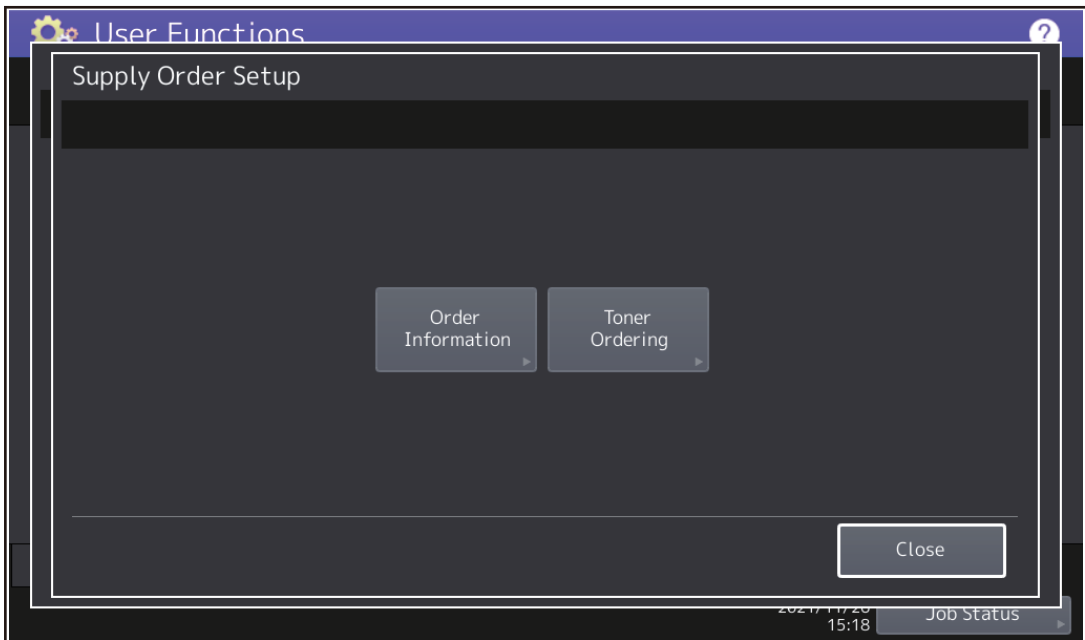 User Functions
?
Supply Order Setup
Order
Information
Toner
Ordering
Close
15:18
Job Status